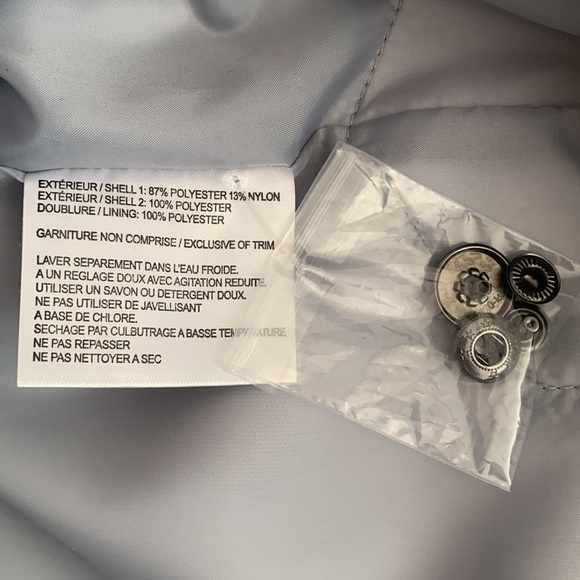 EXTÉRIEUR / SHELL 1: 87% POLYESTER 13% NYLON
EXTÉRIEUR / SHELL 2: 100% POLYESTER
DOUBLURE / LINING: 100% POLYESTER
GARNITURE NON COMPRISE / EXCLUSIVE OF TRIM
LAVER SEPAREMENT DANS L'EAU FROIDE.
A UN REGLAGE DOUX AVEC AGITATION REDUITE
UTILISER UN SAVON OU DETERGENT DOUX.
NE PAS UTILISER DE JAVELLISANT
A BASE DE CHLORE.
SECHAGE PAR CULBUTRAGE A BASSE TEMPERATURE
NE PAS REPASSER
NE PAS NETTOYER A SEC